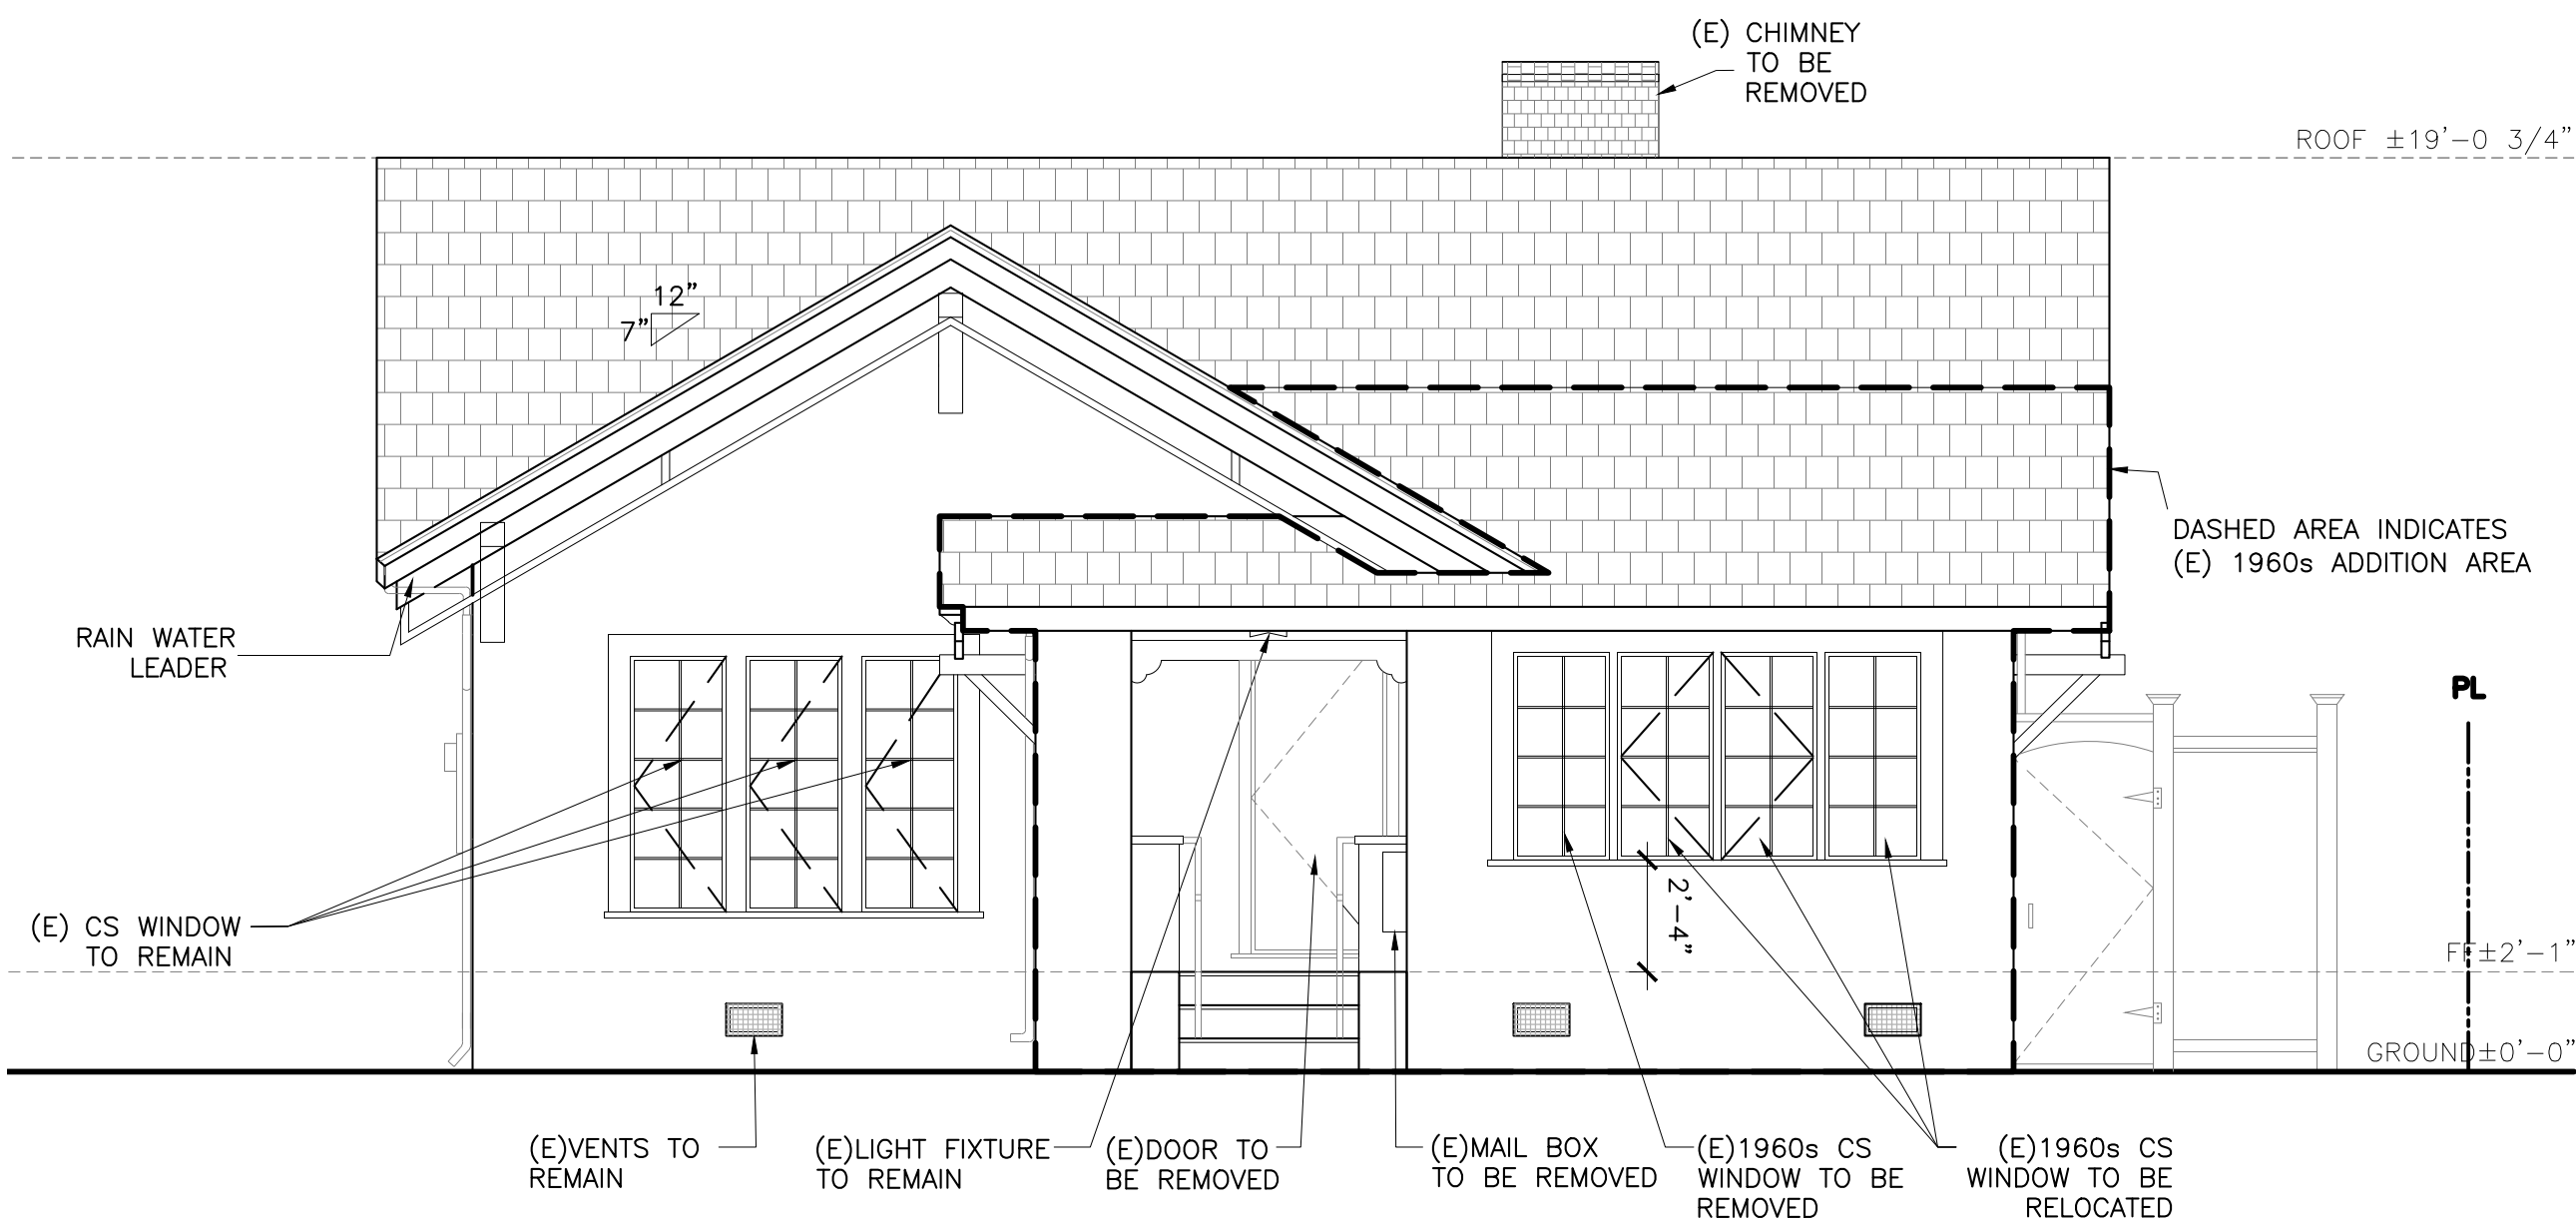 (E) CHIMNEY
TO BE
REMOVED
ROOF ±19'-0 3/4"
12"
7"
DASHED AREA INDICATES
(E) 1960s ADDITION AREA
RAIN WATER
LEADER
PL
2'-4"
(E) CS WINDOW
TO REMAIN
FF±2'-1"
GROUND±0'-0"
(E)VENTS TO
REMAIN
(E)LIGHT FIXTURE
TO REMAIN
(E)DOOR TO
BE REMOVED
(E)MAIL BOX
TO BE REMOVED
(E)1960s CS
WINDOW TO BE
REMOVED
(E)1960s CS
WINDOW TO BE
RELOCATED